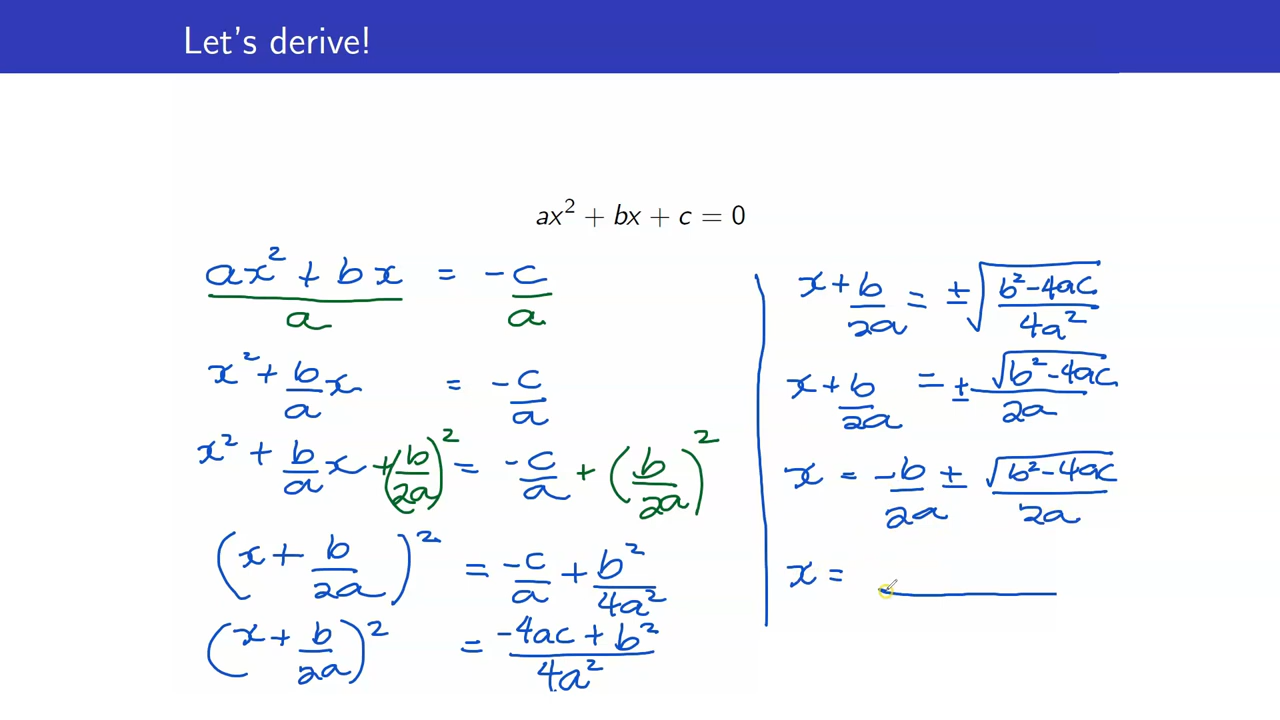 Let's derive!
ax² + bx + c = 0
ax² + bx / a = -c/a
x² + b/a x = -c/a
x² + b/a x + (b/2a)² = -c/a + (b/2a)²
(x + b/2a)² = -c/a + b²/4a²
(x + b/2a)² = -4ac + b² / 4a²
x + b/2a = ± √(b²-4ac / 4a²)
x + b/2a = ± √(b²-4ac) / 2a
x = -b/2a ± √(b²-4ac) / 2a
x =